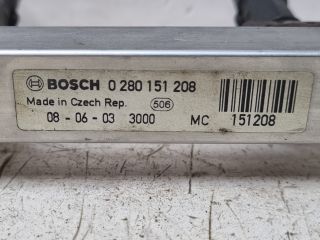 BOSCH 0 280 151 208
Made in Czech Rep. 506
08-06-03 3000 MC 151208